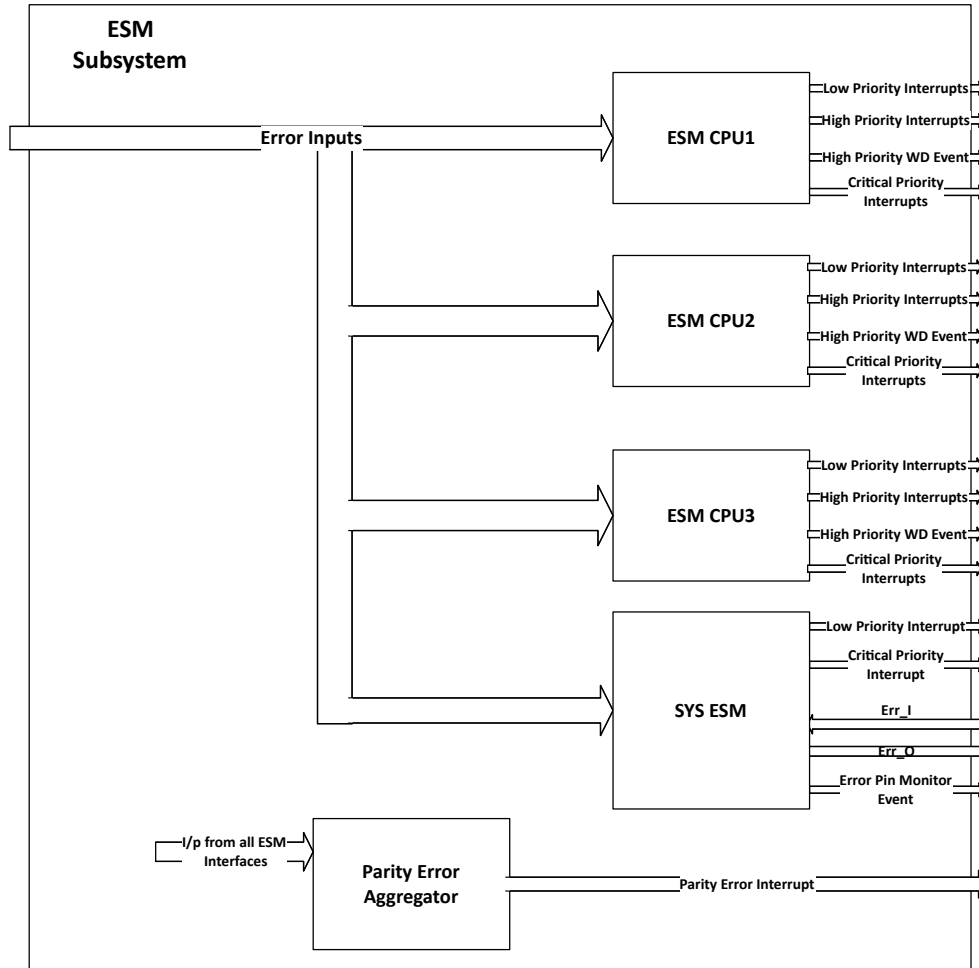 ESM
Subsystem
Error Inputs
ESM CPU1
Low Priority Interrupts
High Priority Interrupts
High Priority WD Event
Critical Priority
Interrupts
ESM CPU2
Low Priority Interrupts
High Priority Interrupts
High Priority WD Event
Critical Priority
Interrupts
ESM CPU3
Low Priority Interrupts
High Priority Interrupts
High Priority WD Event
Critical Priority
Interrupts
SYS ESM
Low Priority Interrupt
Critical Priority
Interrupt
Err_I
Err_O
Error Pin Monitor
Event
I/p from all ESM
Interfaces
Parity Error
Aggregator
Parity Error Interrupt